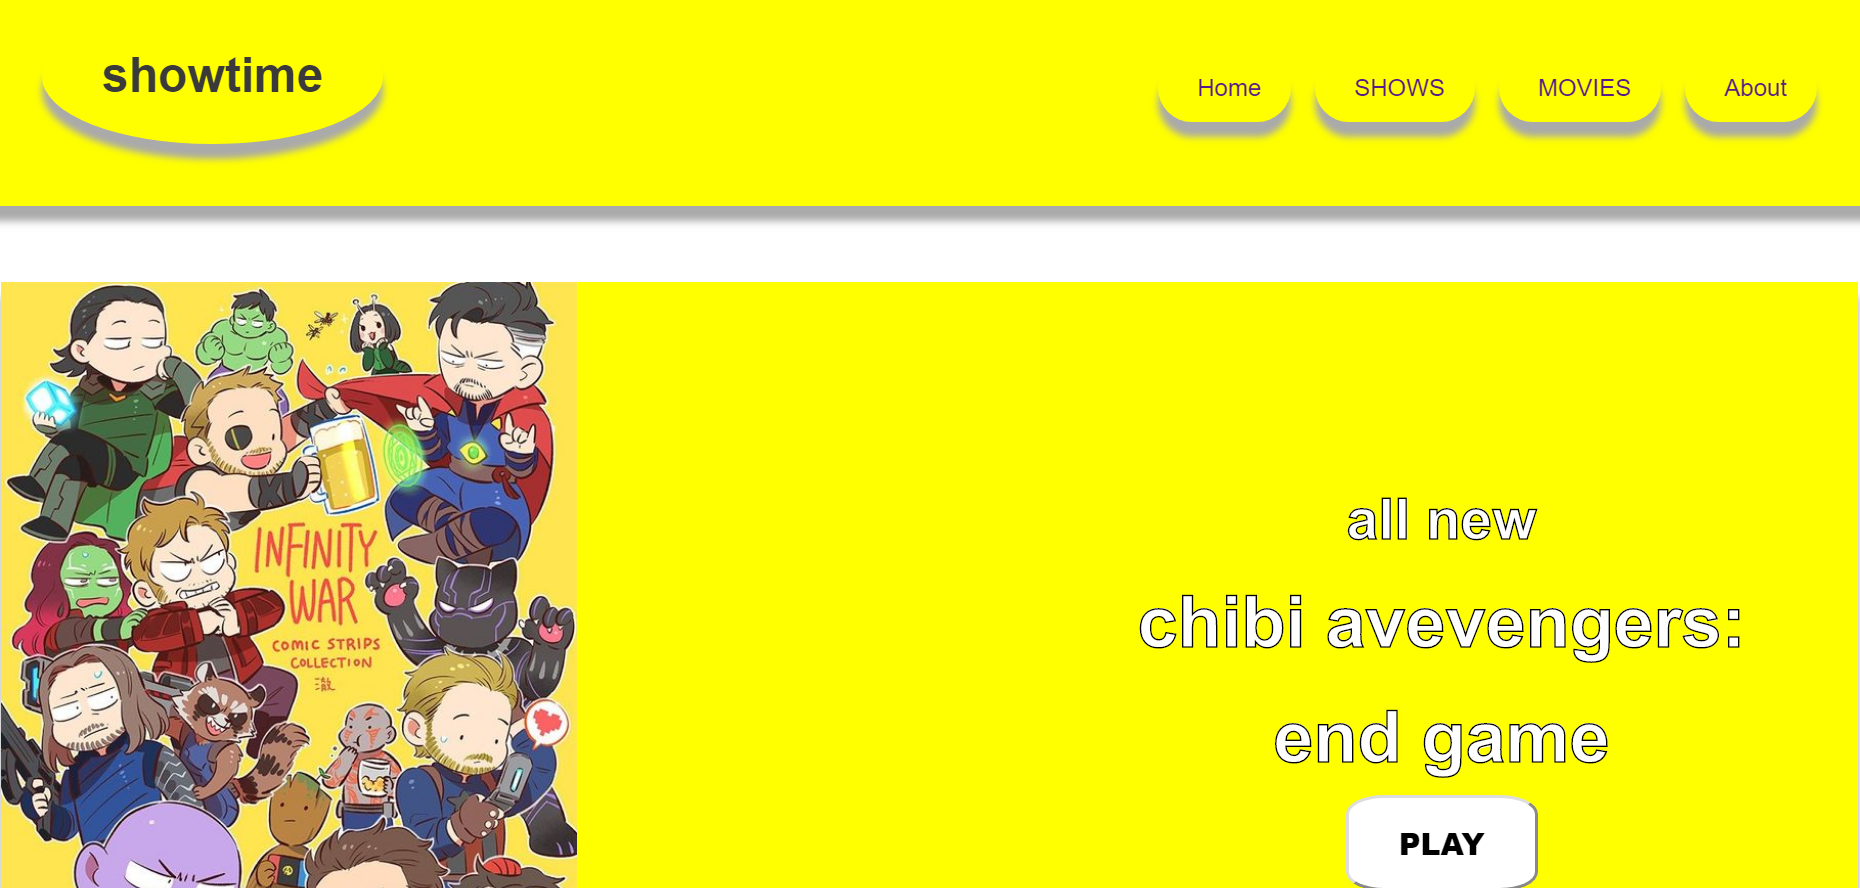 showtime
Home SHOWS MOVIES About
INFINITY
WAR
COMIC STRIPS
COLLECTION
all new
chibi avevengers:
end game
PLAY